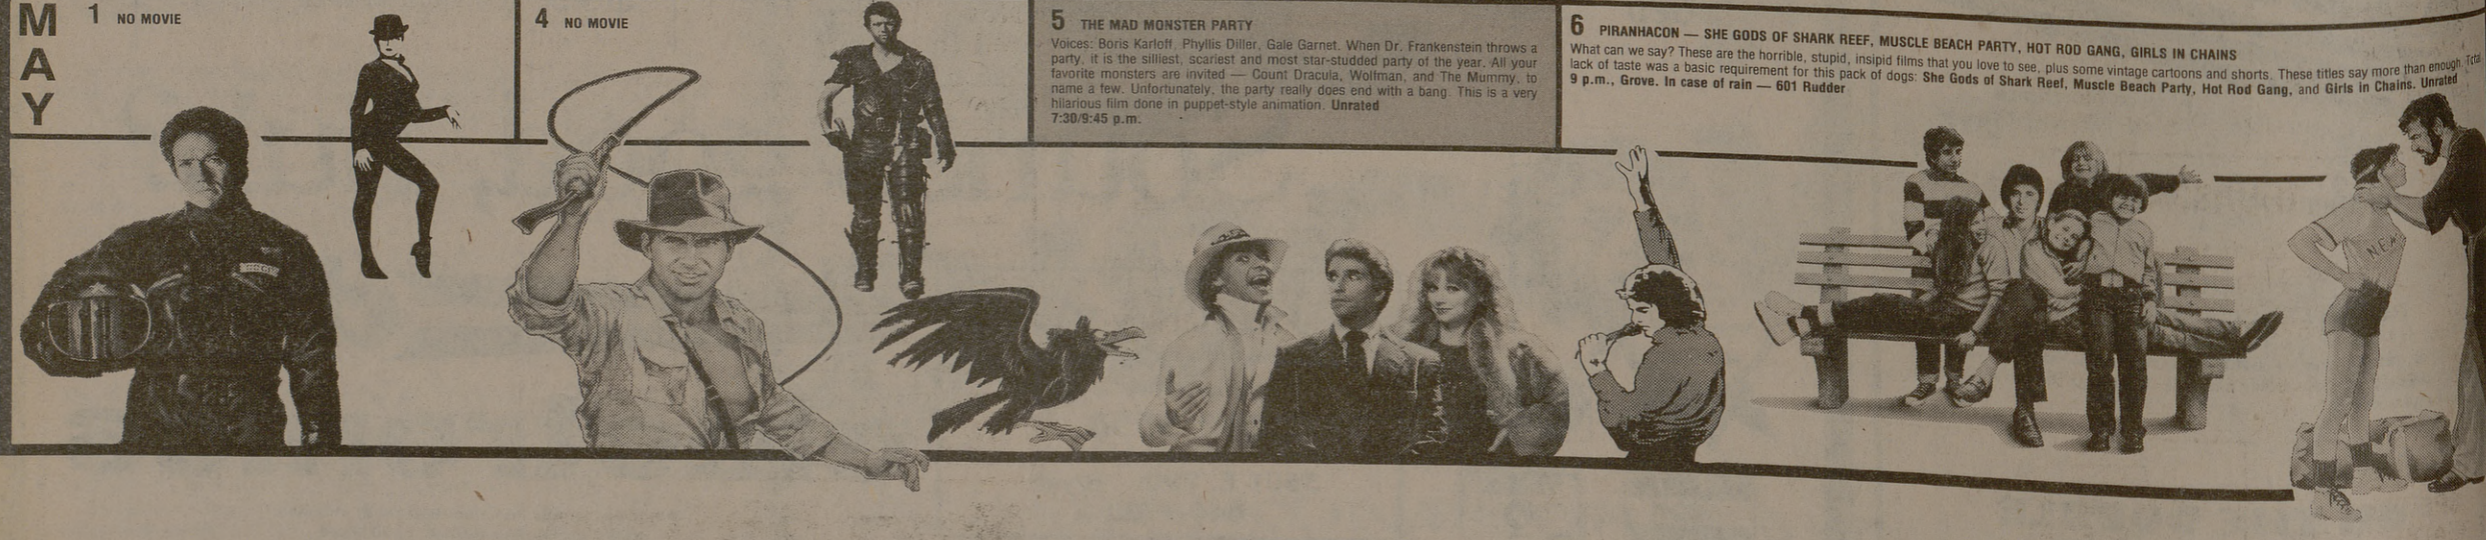 MAY
1 NO MOVIE
4 NO MOVIE
5 THE MAD MONSTER PARTY
Voices: Boris Karloff, Phyllis Diller, Gale Garnet. When Dr. Frankenstein throws a
party, it is the silliest, scariest and most star-studded party of the year. All your
favorite monsters are invited — Count Dracula, Wolfman, and The Mummy, to
name a few. Unfortunately, the party really does end with a bang. This is a very
hilarious film done in puppet-style animation. Unrated
7:30/9:45 p.m.
6 PIRANHACON — SHE GODS OF SHARK REEF, MUSCLE BEACH PARTY, HOT ROD GANG, GIRLS IN CHAINS
What can we say? These are the horrible, stupid, insipid films that you love to see, plus some vintage cartoons and shorts. These titles say more than enough. Total
lack of taste was a basic requirement for this pack of dogs: She Gods of Shark Reef, Muscle Beach Party, Hot Rod Gang, and Girls in Chains. Unrated
9 p.m., Grove. In case of rain — 601 Rudder